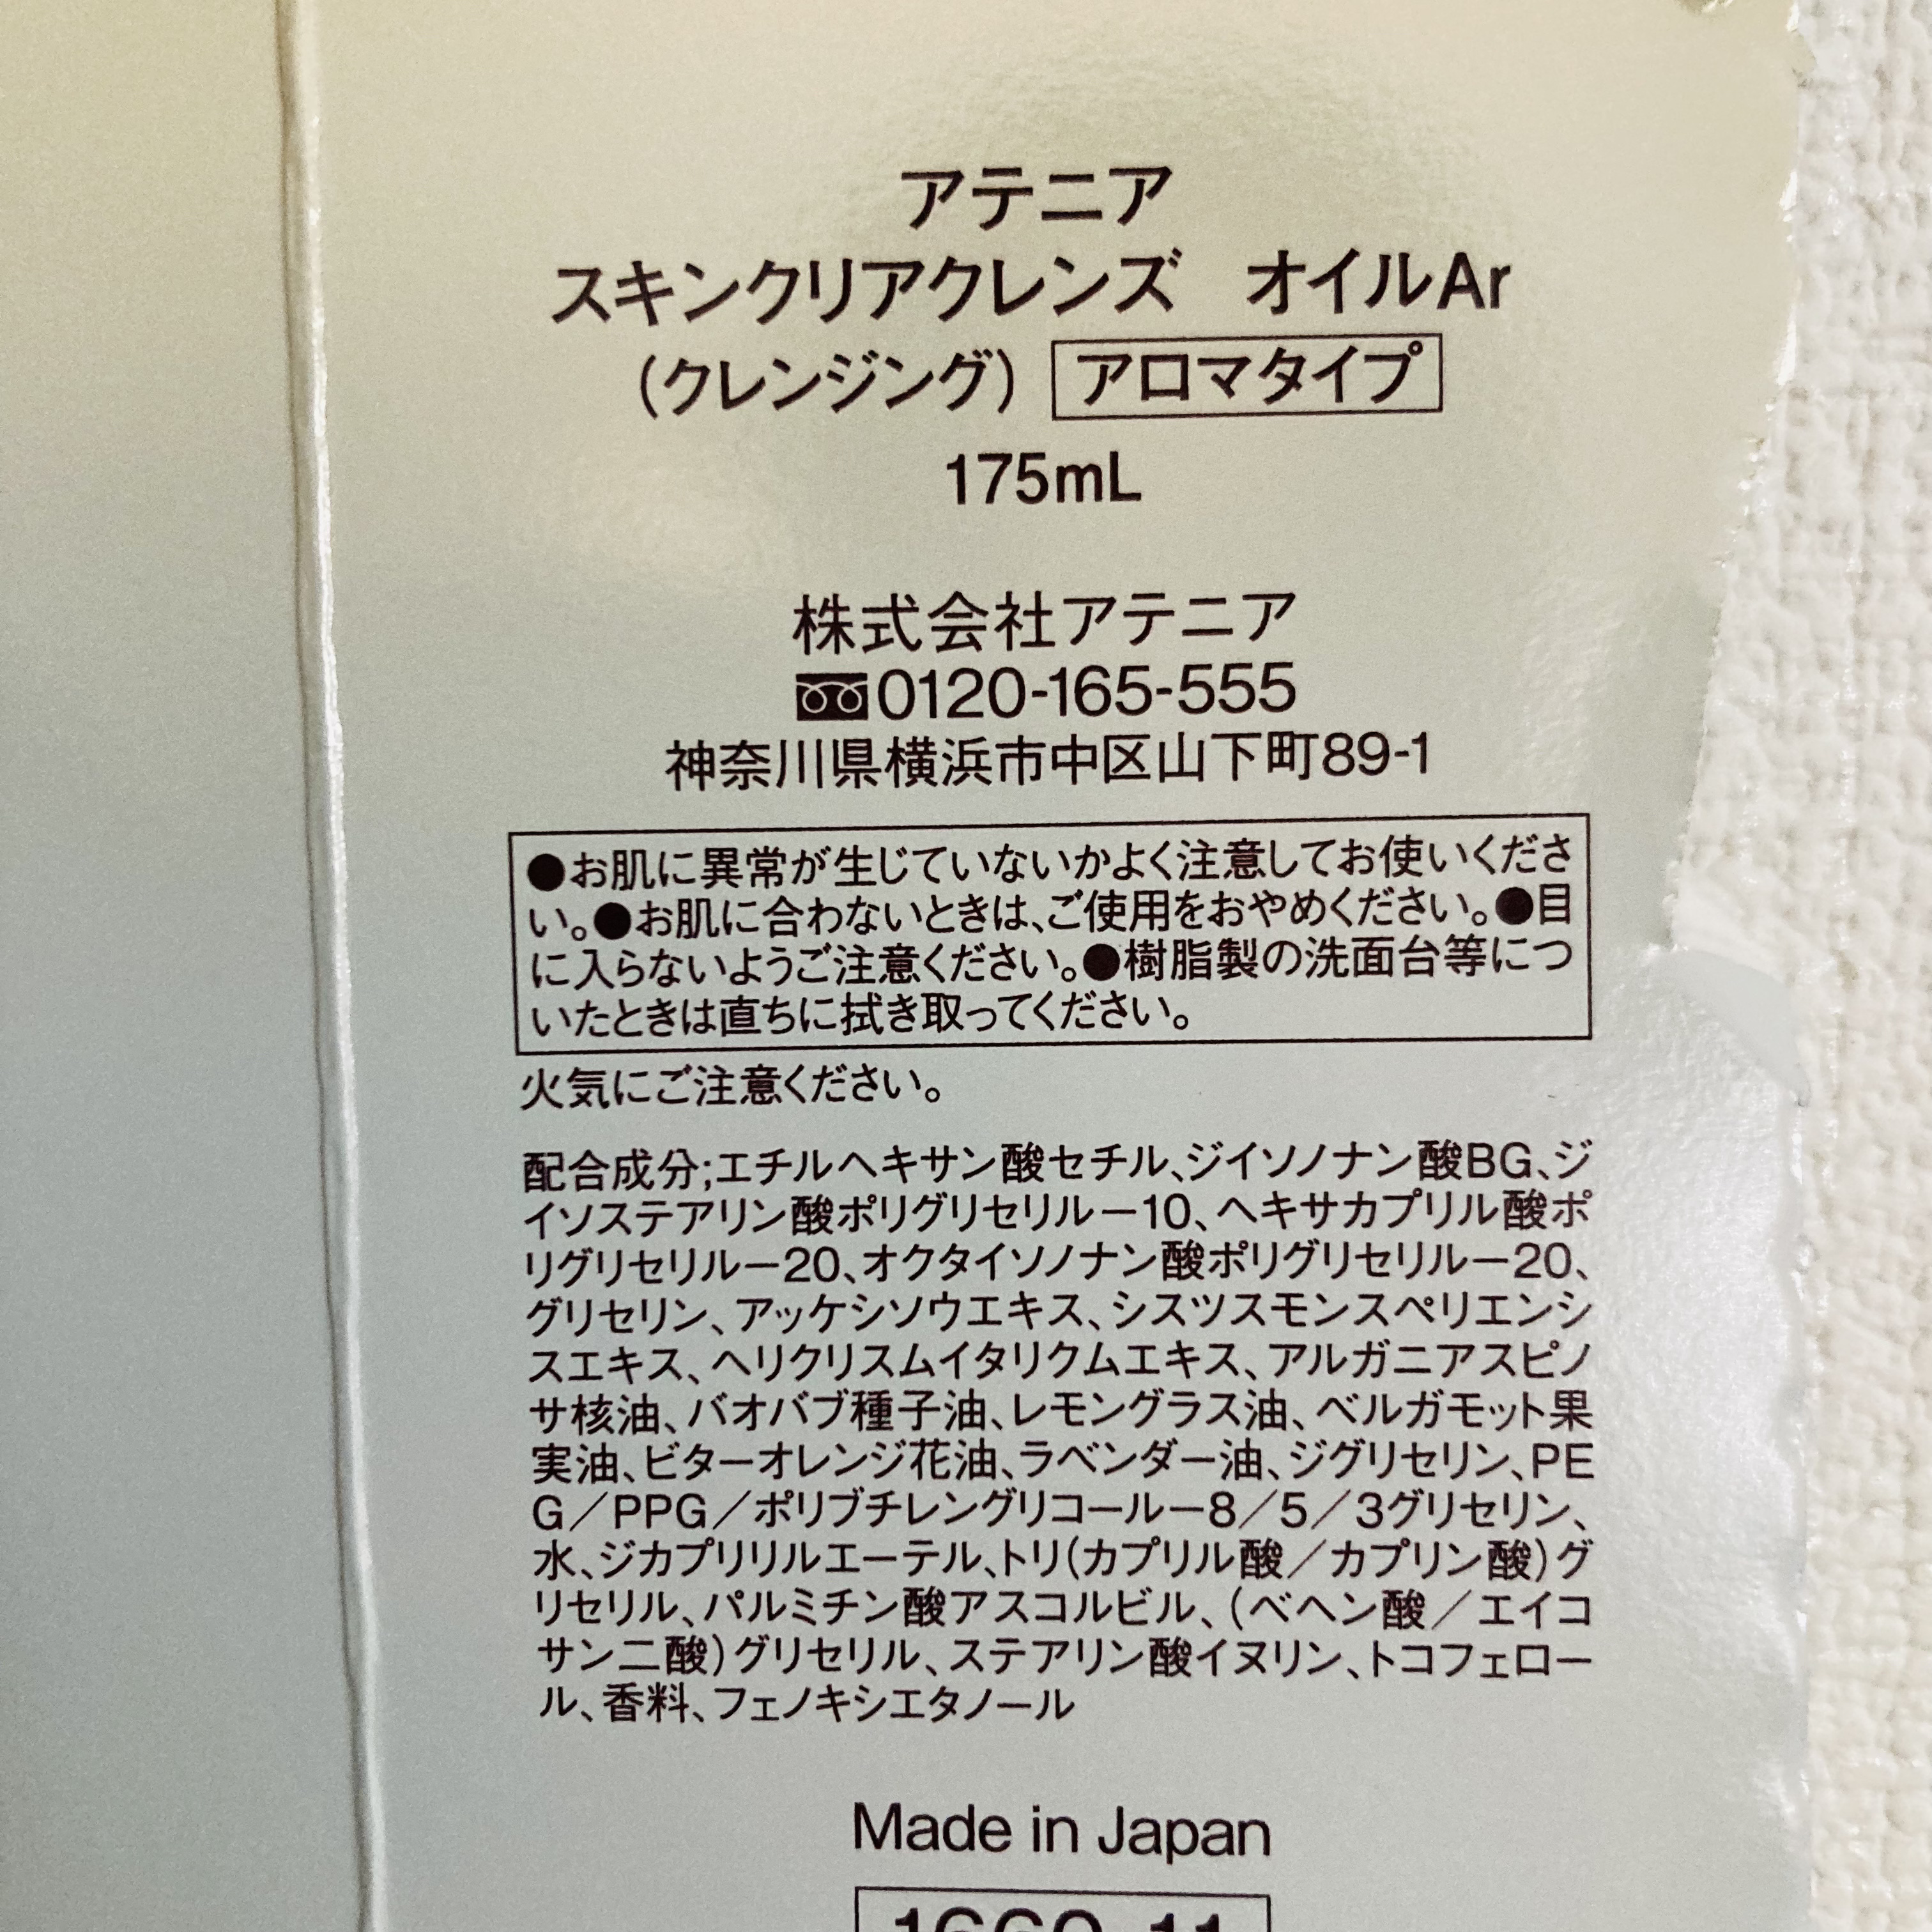 アテニア
スキンクリアクレンズ　オイルAr
(クレンジング) アロマタイプ
175mL
株式会社アテニア
0120-165-555
神奈川県横浜市中区山下町89-1
●お肌に異常が生じていないかよく注意してお使いくださ
い。●お肌に合わないときは、ご使用をおやめください。●目
に入らないようご注意ください。●樹脂製の洗面台等につ
いたときは直ちに拭き取ってください。
火気にご注意ください。
配合成分;エチルヘキサン酸セチル、ジイソノナン酸BG、ジ
イソステアリン酸ポリグリセリル－10、ヘキサカプリル酸ポ
リグリセリル－20、オクタイソノナン酸ポリグリセリル－20、
グリセリン、アッケシソウエキス、シスツスモンスペリエンシ
スエキス、ヘリクリスムイタリクムエキス、アルガニアスピノ
サ核油、バオバブ種子油、レモングラス油、ベルガモット果
実油、ビターオレンジ花油、ラベンダー油、ジグリセリン、PE
G／PPG／ポリブチレングリコール－8／5／3グリセリン、
水、ジカプリリルエーテル、トリ(カプリル酸／カプリン酸)グ
リセリル、パルミチン酸アスコルビル、(ベヘン酸／エイコ
サン二酸)グリセリル、ステアリン酸イヌリン、トコフェロー
ル、香料、フェノキシエタノール
Made in Japan